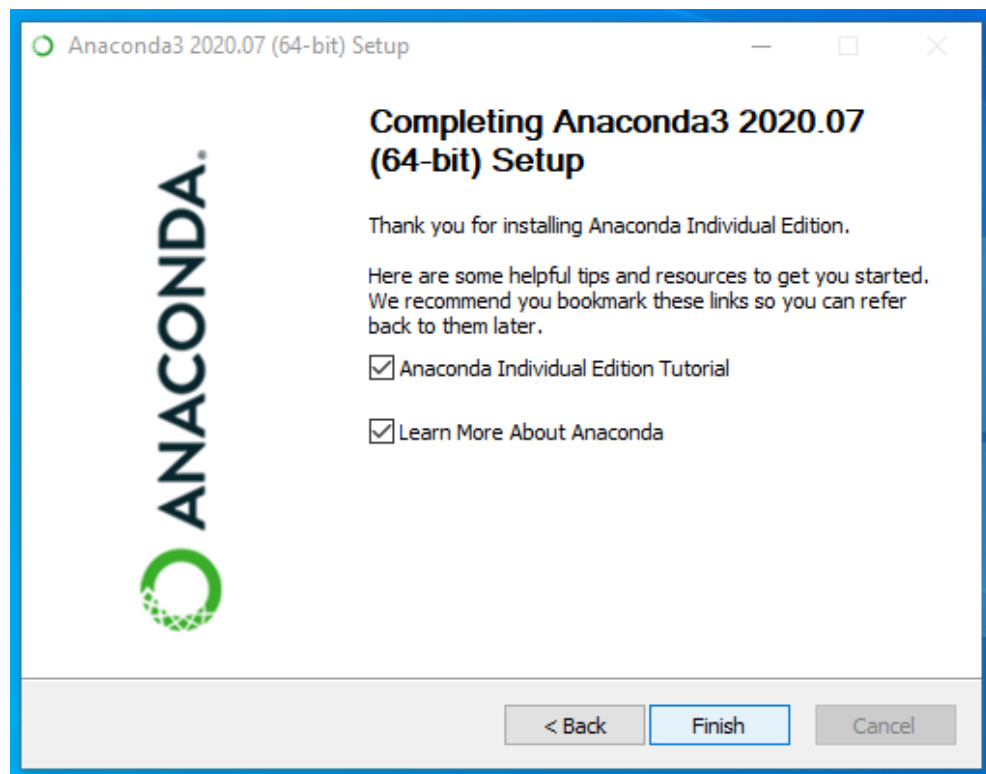 Anaconda3 2020.07 (64-bit) Setup
Completing Anaconda3 2020.07
(64-bit) Setup
Thank you for installing Anaconda Individual Edition.
Here are some helpful tips and resources to get you started.
We recommend you bookmark these links so you can refer
back to them later.
Anaconda Individual Edition Tutorial
Learn More About Anaconda
ANACONDA.
< Back
Finish
Cancel